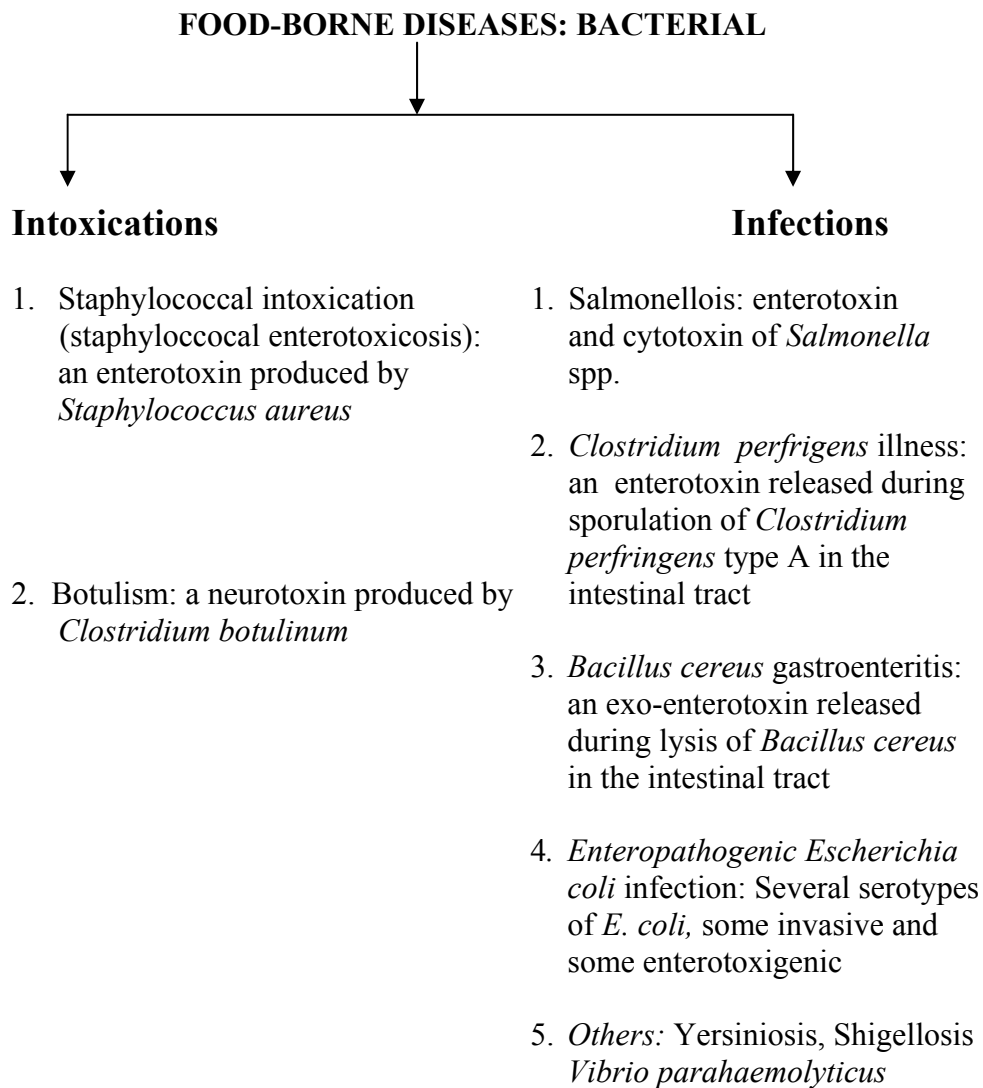 FOOD-BORNE DISEASES: BACTERIAL
Intoxications
1. Staphylococcal intoxication
(staphyloccocal enterotoxicosis):
an enterotoxin produced by
Staphylococcus aureus
2. Botulism: a neurotoxin produced by
Clostridium botulinum
Infections
1. Salmonellois: enterotoxin
and cytotoxin of Salmonella
spp.
2. Clostridium perfrigens illness:
an enterotoxin released during
sporulation of Clostridium
perfringens type A in the
intestinal tract
3. Bacillus cereus gastroenteritis:
an exo-enterotoxin released
during lysis of Bacillus cereus
in the intestinal tract
4. Enteropathogenic Escherichia
coli infection: Several serotypes
of E. coli, some invasive and
some enterotoxigenic
5. Others: Yersiniosis, Shigellosis
Vibrio parahaemolyticus